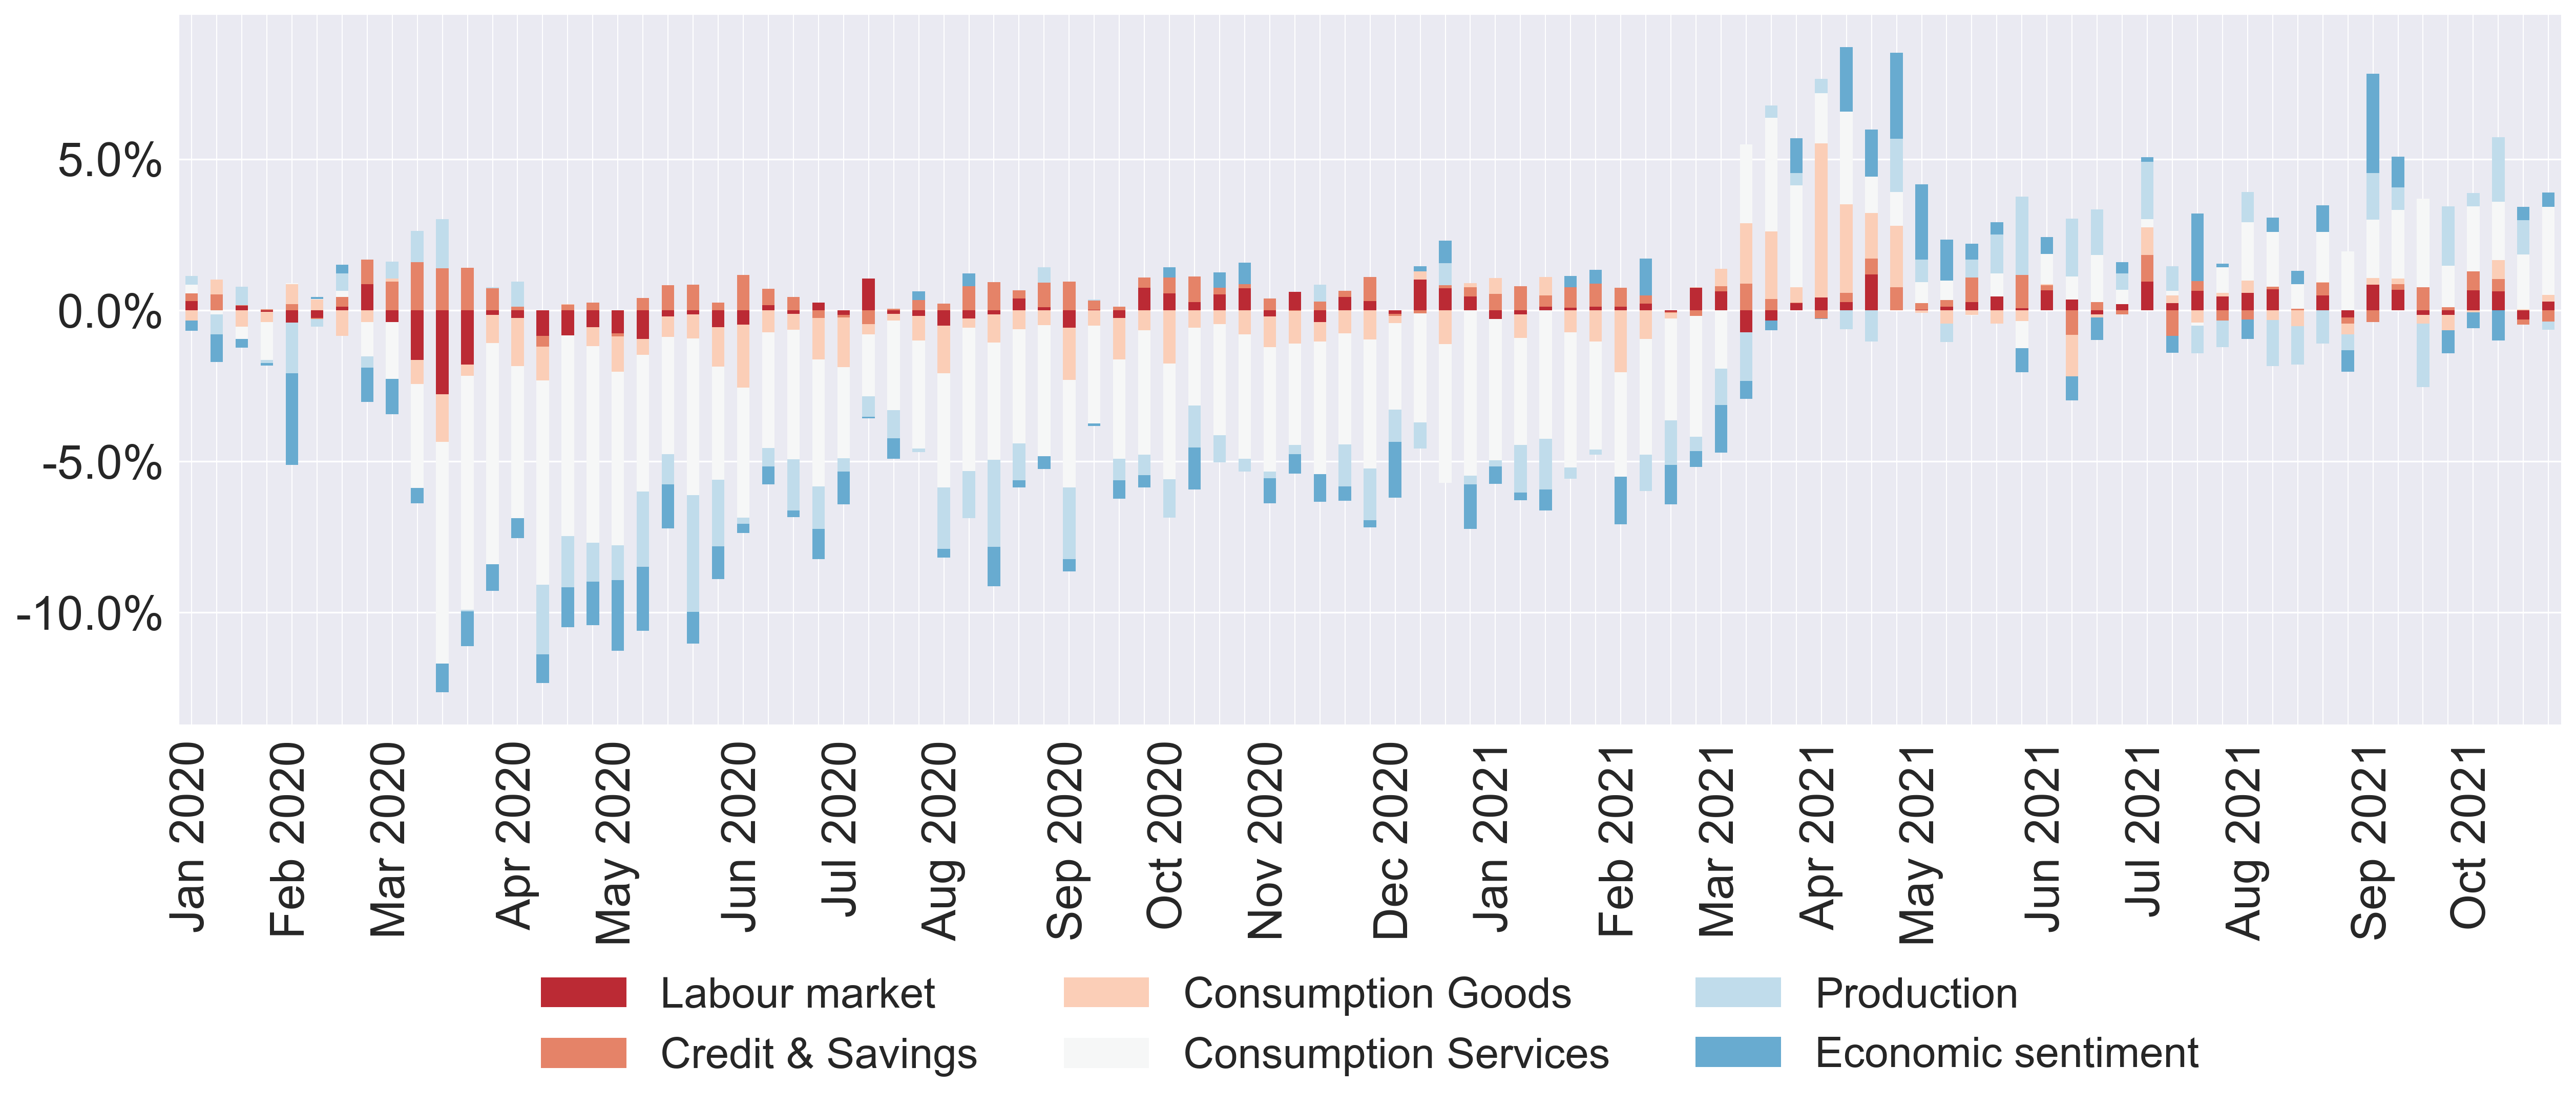 5.0%
0.0%
-5.0%
-10.0%
Jan 2020
Feb 2020
Mar 2020
Apr 2020
May 2020
Jun 2020
Jul 2020
Aug 2020
Sep 2020
Oct 2020
Nov 2020
Dec 2020
Jan 2021
Feb 2021
Mar 2021
Apr 2021
May 2021
Jun 2021
Jul 2021
Aug 2021
Sep 2021
Oct 2021
Labour market
Credit & Savings
Consumption Goods
Consumption Services
Production
Economic sentiment